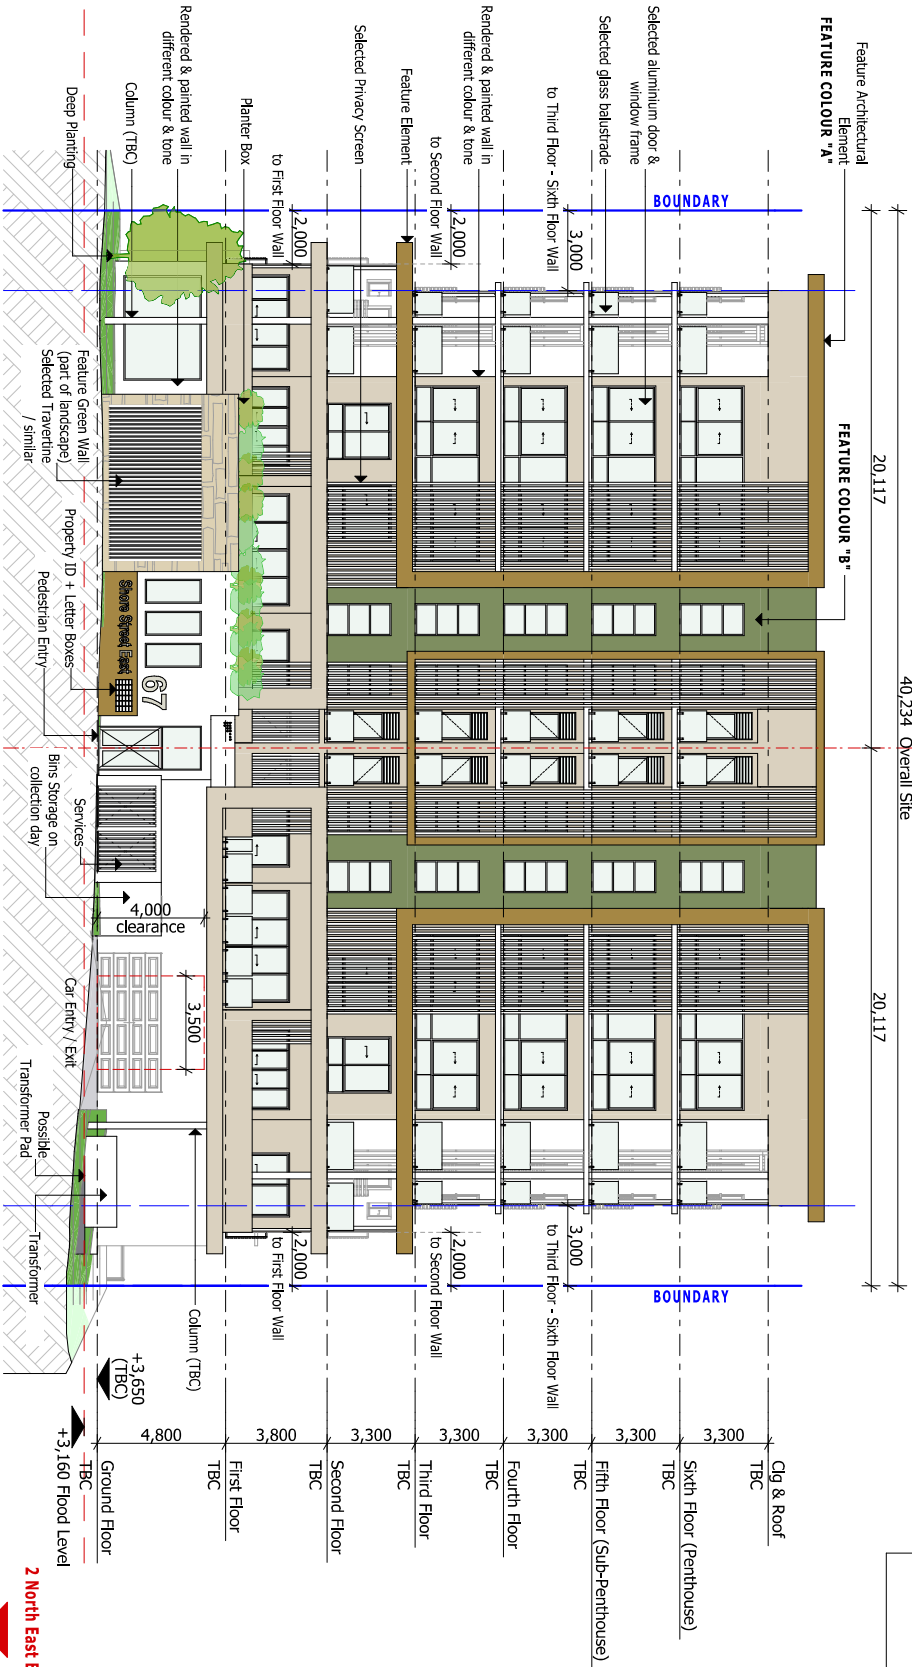 40,234 Overall Site
20,117
20,117
Feature Architectural
Element
FEATURE COLOUR "A"
FEATURE COLOUR "B"
BOUNDARY
BOUNDARY
Selected aluminium door &
window frame
Selected glass balustrade
3,000
to Third Floor - Sixth Floor Wall
3,000
to Third Floor - Sixth Floor Wall
Rendered & painted wall in
different colour & tone
2,000
to Second Floor Wall
2,000
to Second Floor Wall
Feature Element
Selected Privacy Screen
2,000
to First Floor Wall
2,000
to First Floor Wall
Planter Box
Rendered & painted wall in
different colour & tone
Column (TBC)
Deep Planting
Feature Green Wall
(part of landscape)
Selected Travertine
/ similar
Property ID + Letter Boxes
Pedestrian Entry
Shore Street East
67
Services
Bins Storage on
collection day
4,000
clearance
3,500
Car Entry / Exit
Possible
Transformer Pad
Transformer
Column (TBC)
Clg & Roof
TBC
3,300
Sixth Floor (Penthouse)
TBC
3,300
Fifth Floor (Sub-Penthouse)
TBC
3,300
Fourth Floor
TBC
3,300
Third Floor
TBC
3,300
Second Floor
TBC
3,800
First Floor
TBC
4,800
Ground Floor
TBC
+3,650
(TBC)
+3,160 Flood Level
2 North East